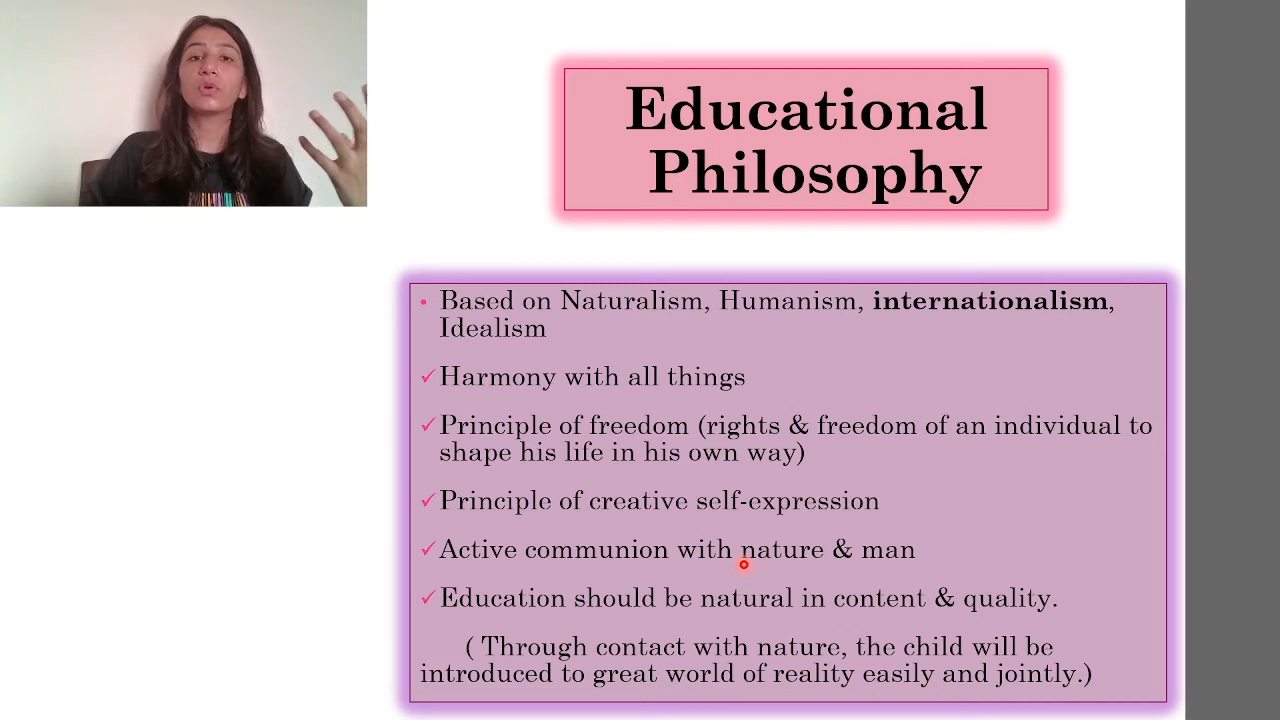 Educational
Philosophy
• Based on Naturalism, Humanism, internationalism,
Idealism
✓ Harmony with all things
✓ Principle of freedom (rights & freedom of an individual to
shape his life in his own way)
✓ Principle of creative self-expression
✓ Active communion with nature & man
✓ Education should be natural in content & quality.
( Through contact with nature, the child will be
introduced to great world of reality easily and jointly.)